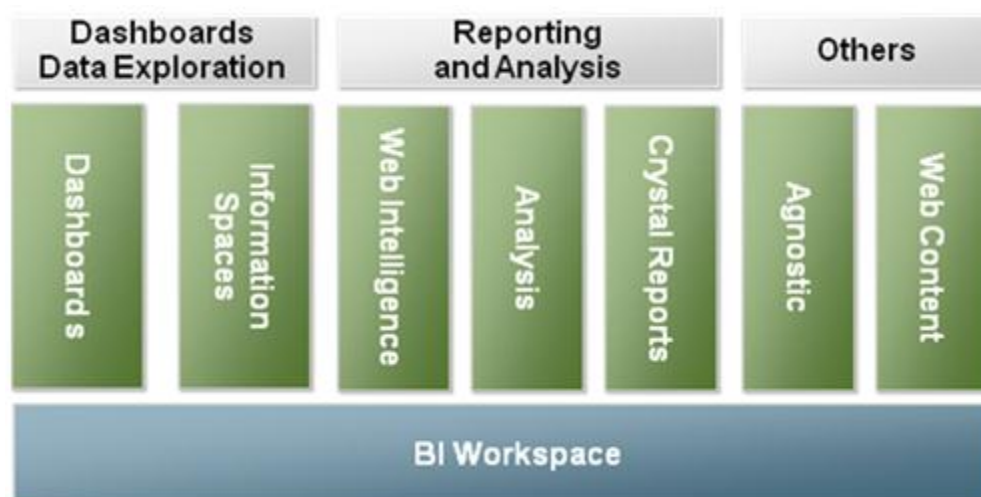 Dashboards
Data Exploration
Reporting
and Analysis
Others
Dashboard s
Information
Spaces
Web Intelligence
Analysis
Crystal Reports
Agnostic
Web Content
BI Workspace